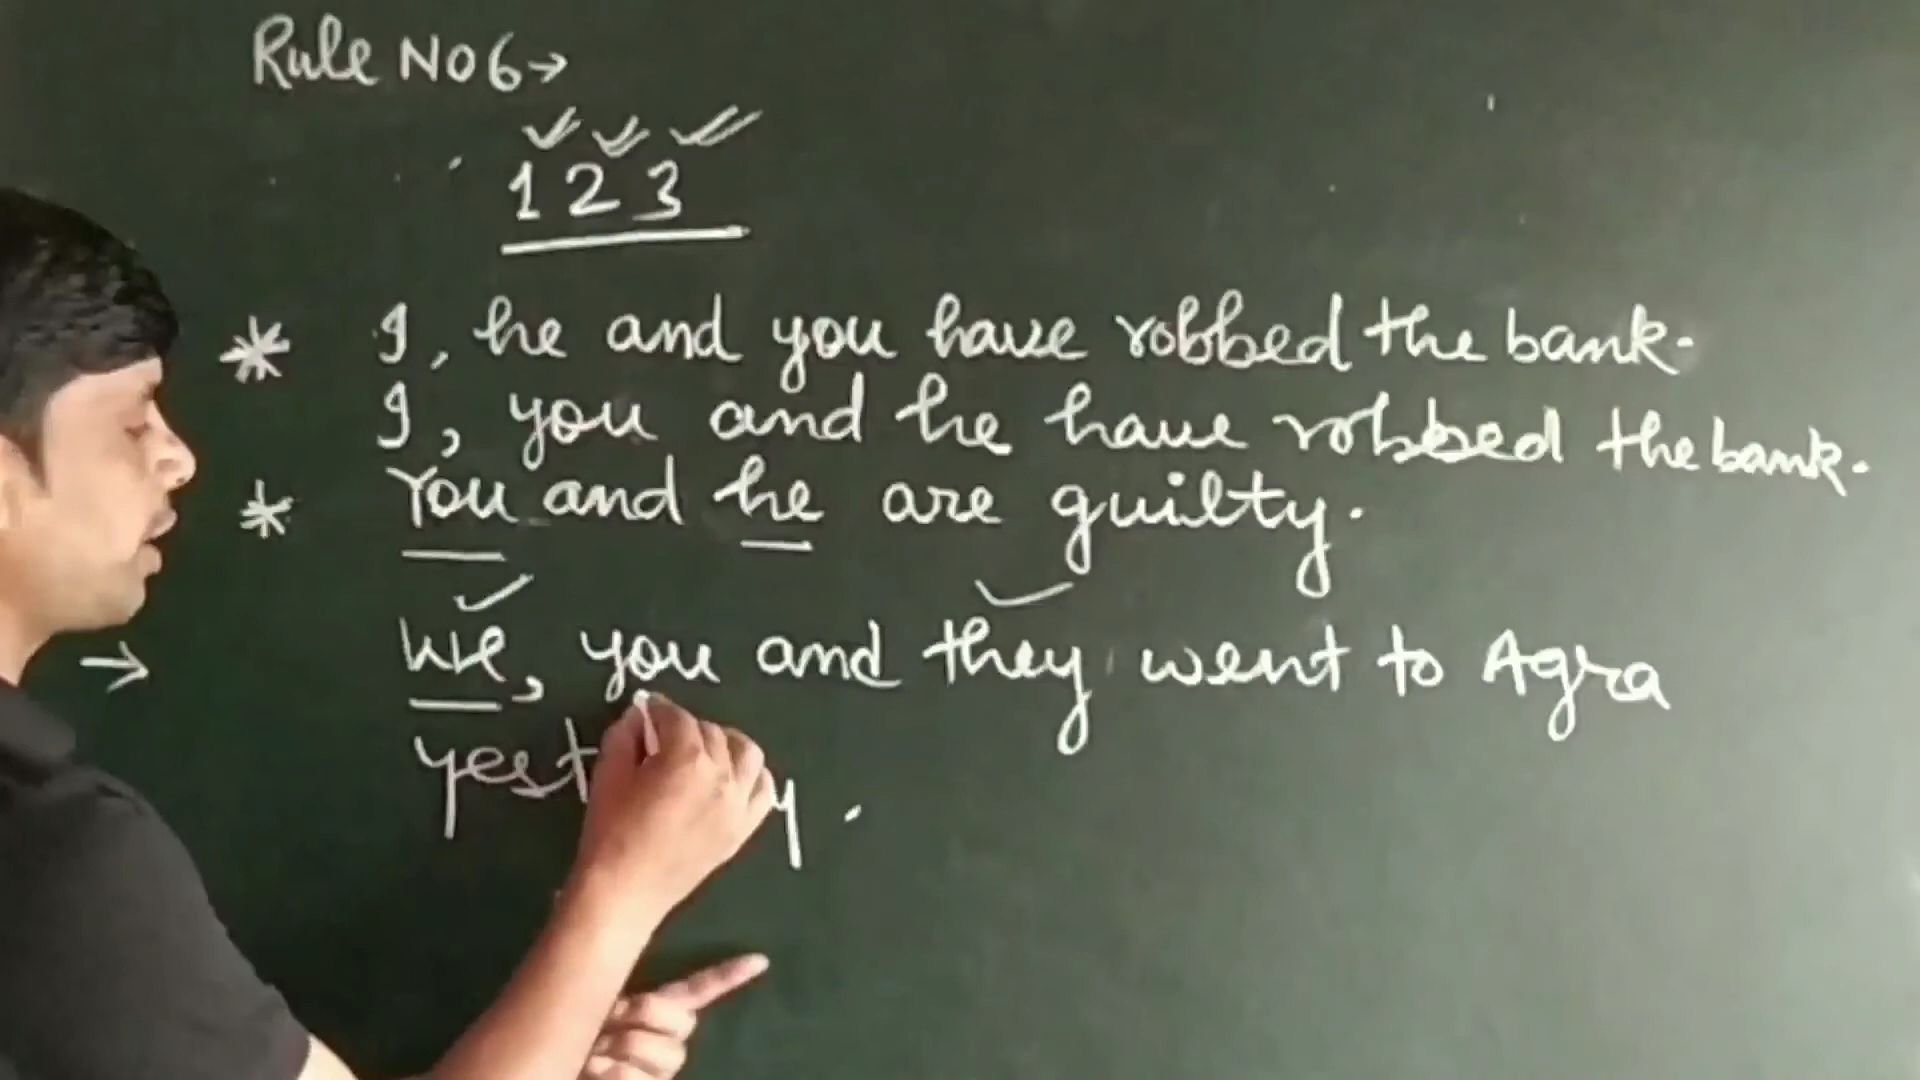 Rule No 6→
1 2 3
* I, he and you have robbed the bank.
I, you and he have robbed the bank.
* You and he are guilty.
→ We, you and they went to Agra